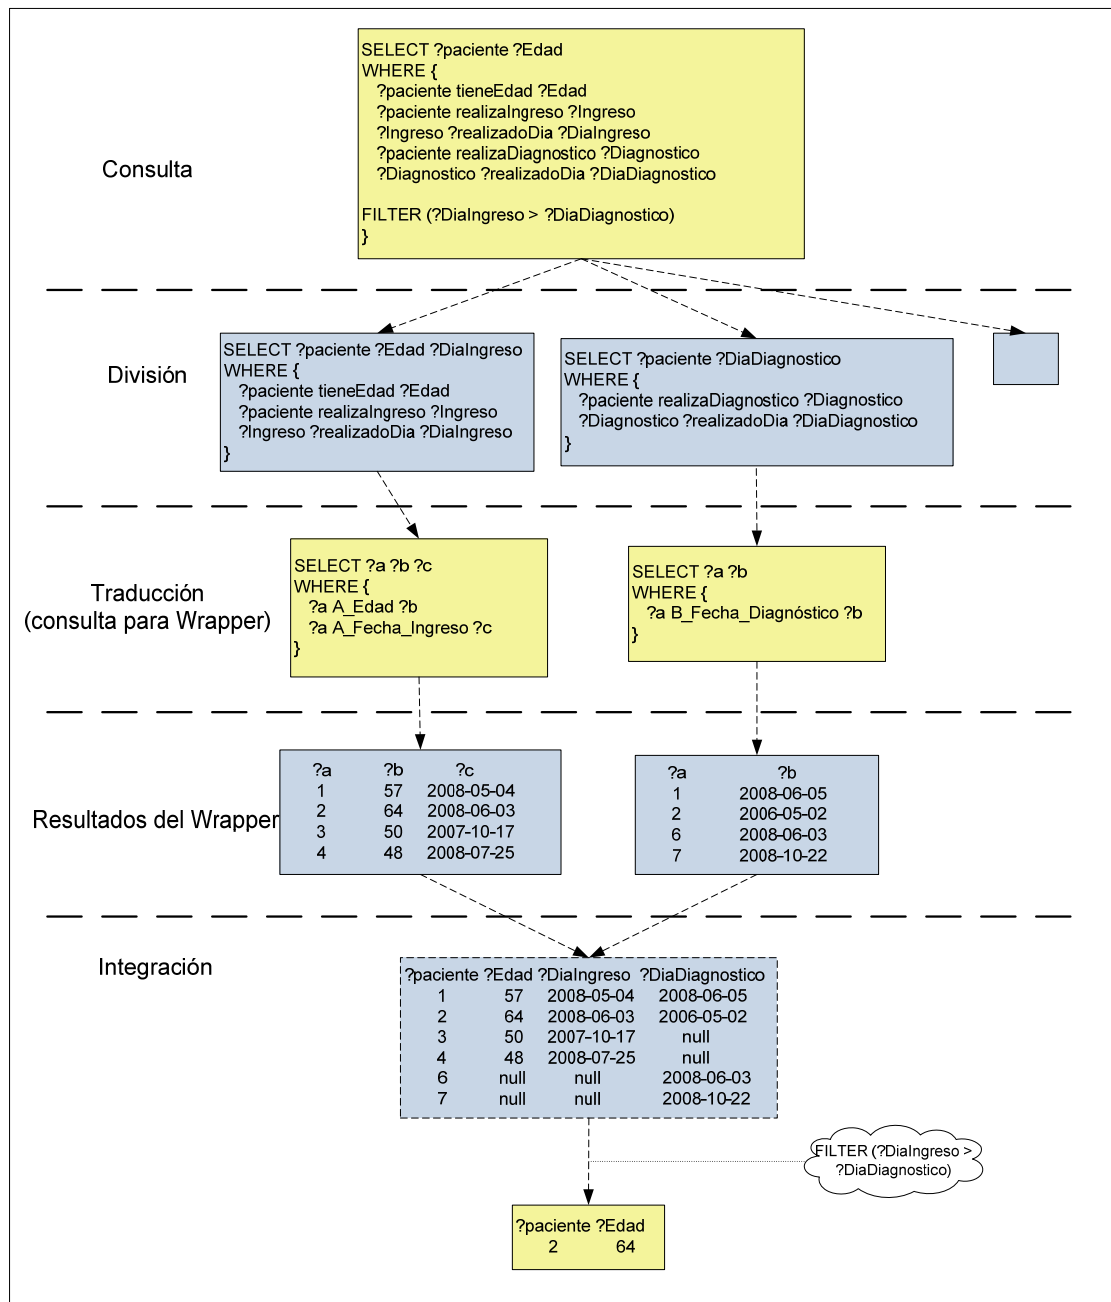 SELECT ?paciente ?Edad
WHERE {
?paciente tieneEdad ?Edad
?paciente realizaIngreso ?Ingreso
?Ingreso ?realizadoDia ?DiaIngreso
?paciente realizaDiagnostico ?Diagnostico
?Diagnostico ?realizadoDia ?DiaDiagnostico
FILTER (?DiaIngreso > ?DiaDiagnostico)
}
Consulta
División
SELECT ?paciente ?Edad ?DiaIngreso
WHERE {
?paciente tieneEdad ?Edad
?paciente realizaIngreso ?Ingreso
?Ingreso ?realizadoDia ?DiaIngreso
}
SELECT ?paciente ?DiaDiagnostico
WHERE {
?paciente realizaDiagnostico ?Diagnostico
?Diagnostico ?realizadoDia ?DiaDiagnostico
}
Traducción
(consulta para Wrapper)
SELECT ?a ?b ?c
WHERE {
?a A_Edad ?b
?a A_Fecha_Ingreso ?c
}
SELECT ?a ?b
WHERE {
?a B_Fecha_Diagnóstico ?b
}
Resultados del Wrapper
?a ?b ?c
1 57 2008-05-04
2 64 2008-06-03
3 50 2007-10-17
4 48 2008-07-25
?a ?b
1 2008-06-05
2 2006-05-02
6 2008-06-03
7 2008-10-22
Integración
?paciente ?Edad ?DiaIngreso ?DiaDiagnostico
1 57 2008-05-04 2008-06-05
2 64 2008-06-03 2006-05-02
3 50 2007-10-17 null
4 48 2008-07-25 null
6 null null 2008-06-03
7 null null 2008-10-22
FILTER (?DiaIngreso >
?DiaDiagnostico)
?paciente ?Edad
2 64